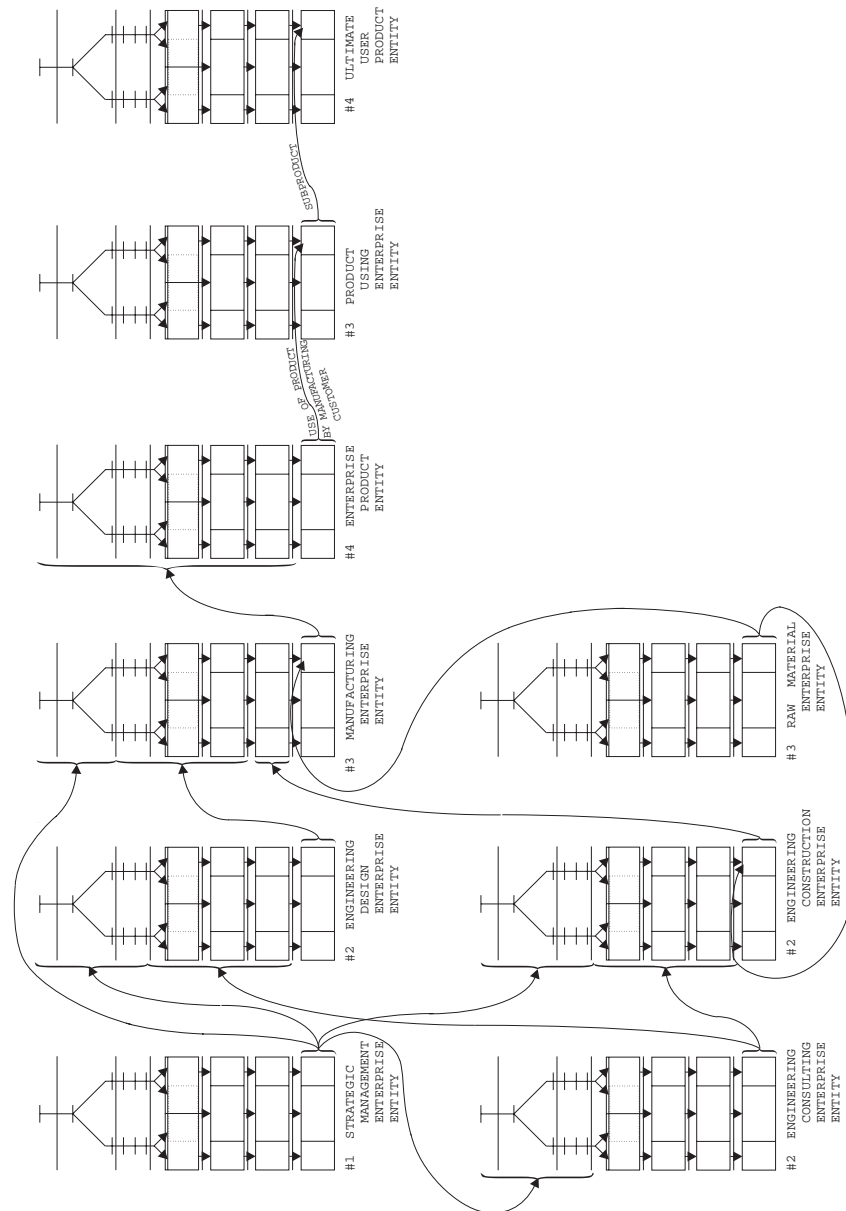 #4 ULTIMATE
USER
PRODUCT
ENTITY
SUBPRODUCT
#3 PRODUCT
USING
ENTERPRISE
ENTITY
USE OF PRODUCT
BY MANUFACTURING
CUSTOMER
#4 ENTERPRISE
PRODUCT
ENTITY
#3 MANUFACTURING
ENTERPRISE
ENTITY
#3 RAW MATERIAL
ENTERPRISE
ENTITY
#2 ENGINEERING
DESIGN
ENTERPRISE
ENTITY
#2 ENGINEERING
CONSTRUCTION
ENTERPRISE
ENTITY
#1 STRATEGIC
MANAGEMENT
ENTERPRISE
ENTITY
#2 ENGINEERING
CONSULTING
ENTERPRISE
ENTITY